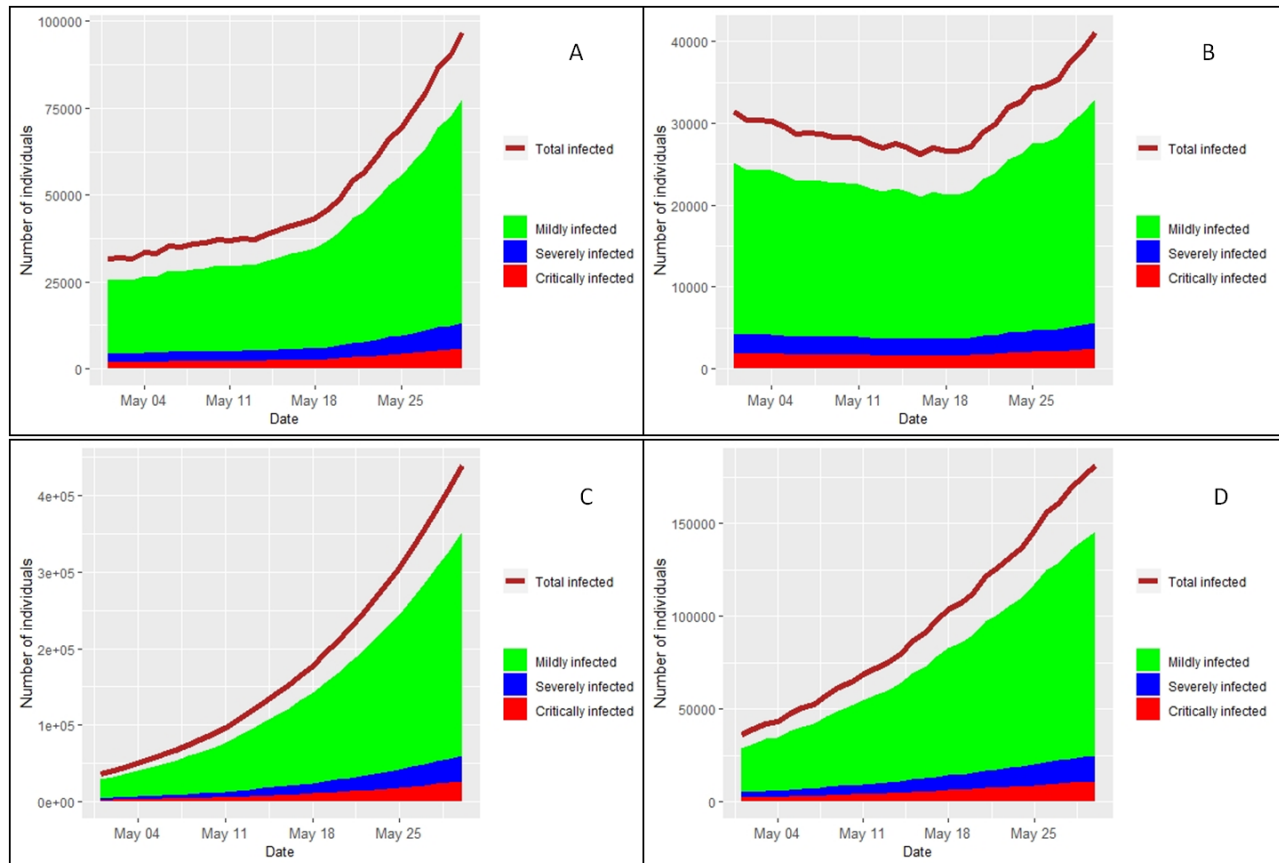 A
100000
75000
50000
25000
0
Number of individuals
May 04 May 11 May 18 May 25
Date
Total infected
Mildly infected
Severely infected
Critically infected
B
40000
30000
20000
10000
0
Number of individuals
May 04 May 11 May 18 May 25
Date
Total infected
Mildly infected
Severely infected
Critically infected
C
4e+05
3e+05
2e+05
1e+05
0e+00
Number of individuals
May 04 May 11 May 18 May 25
Date
Total infected
Mildly infected
Severely infected
Critically infected
D
150000
100000
50000
0
Number of individuals
May 04 May 11 May 18 May 25
Date
Total infected
Mildly infected
Severely infected
Critically infected